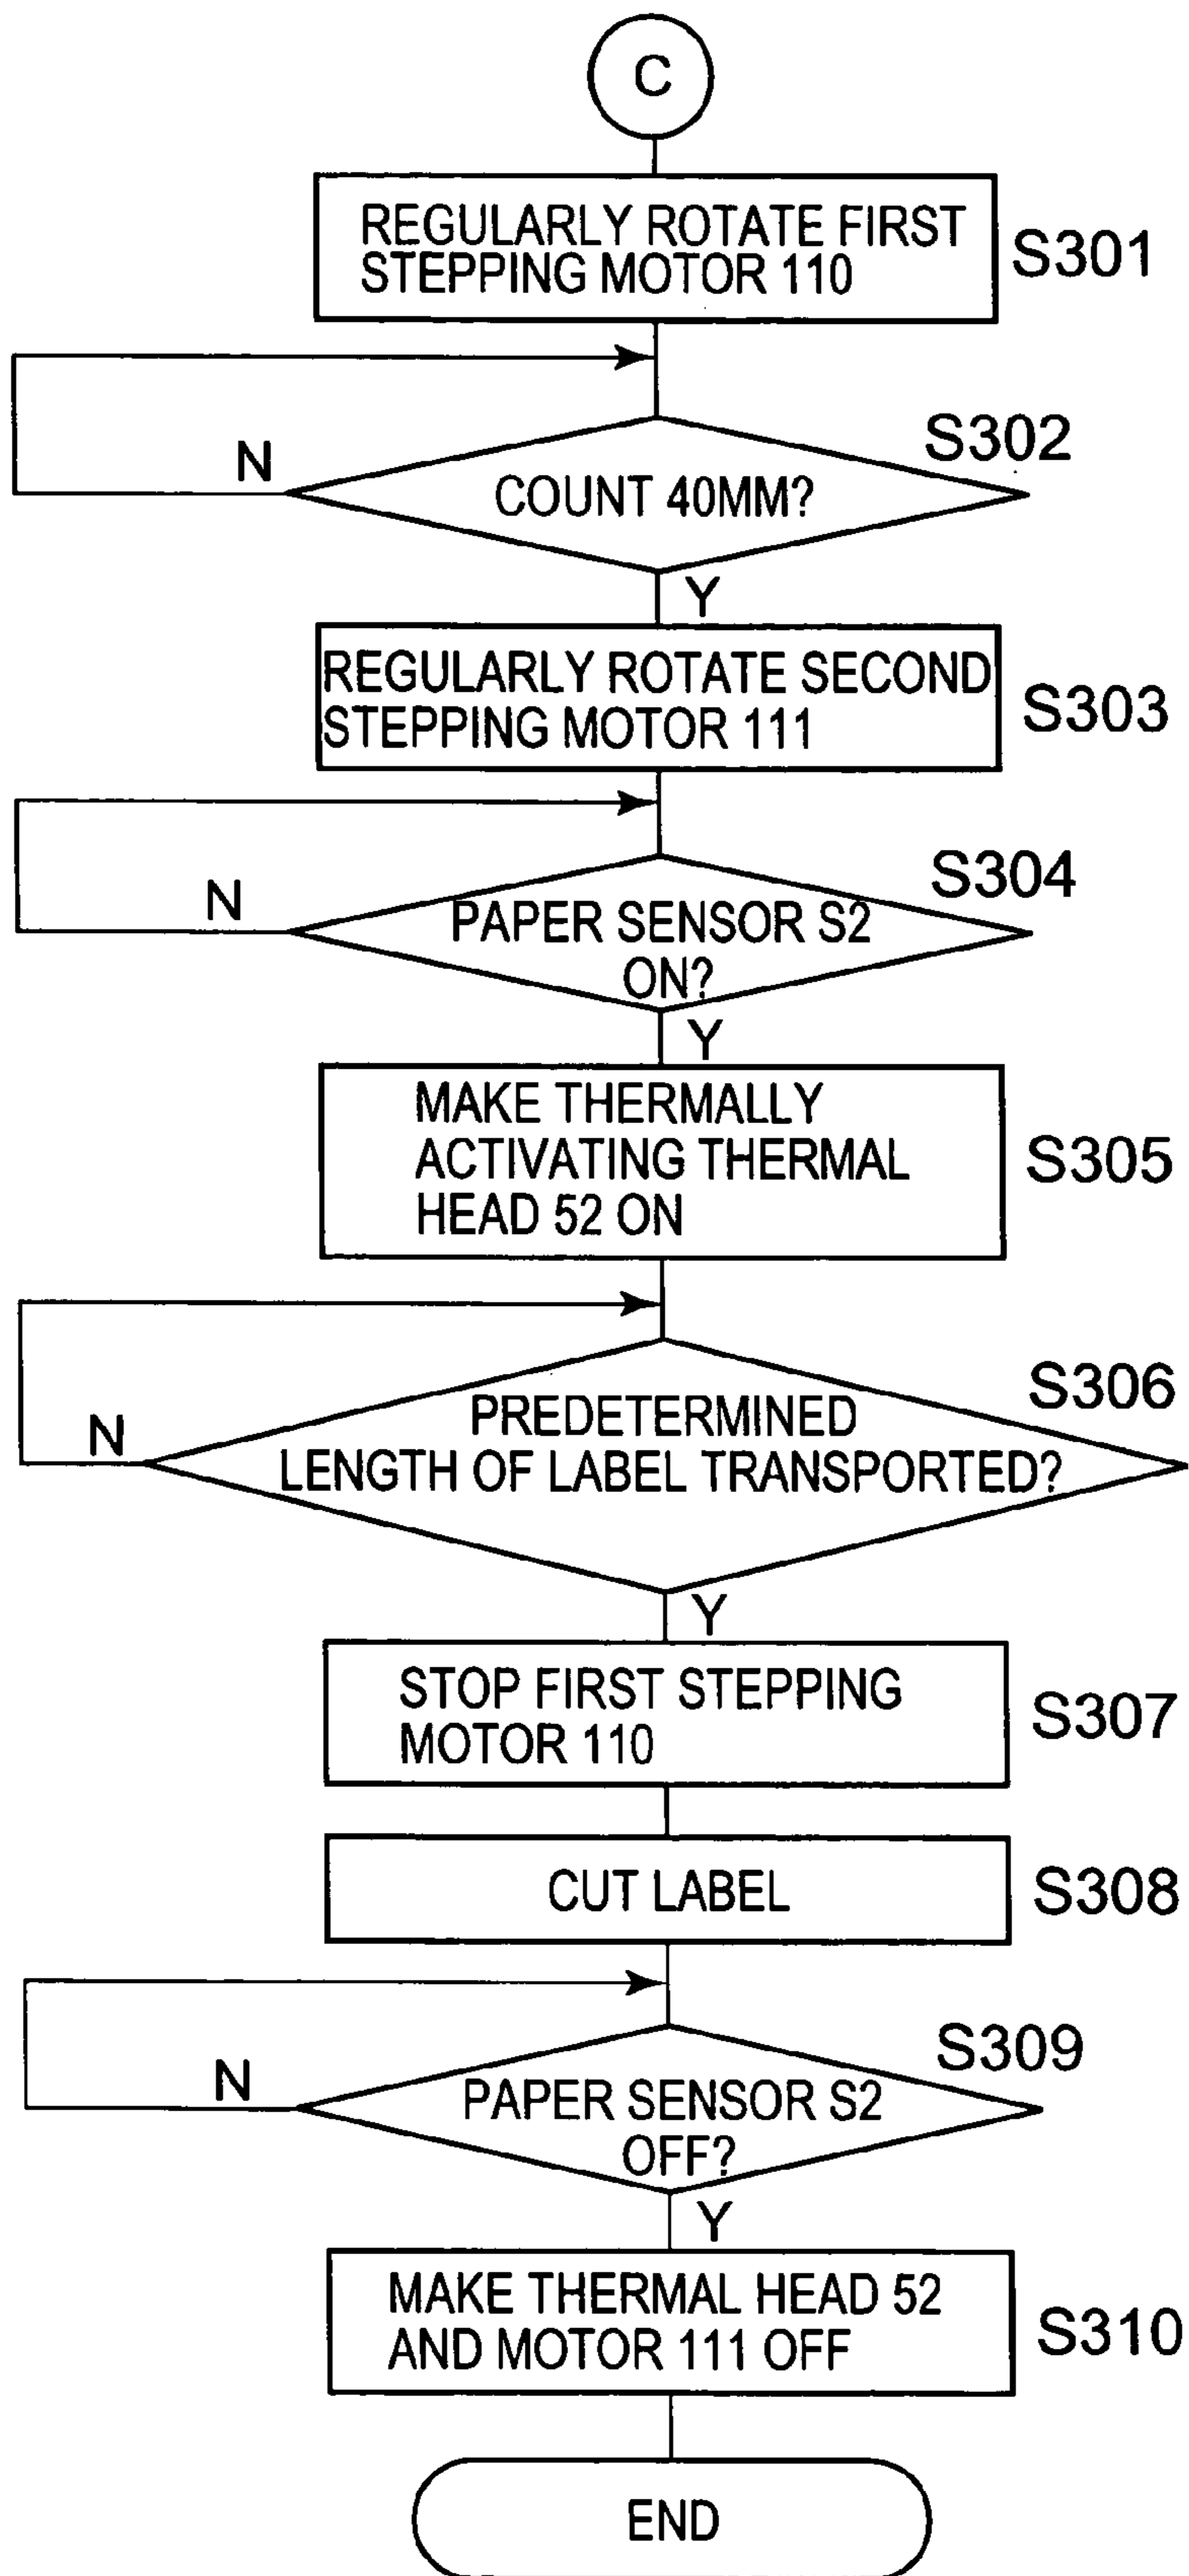 C
REGULARLY ROTATE FIRST
STEPPING MOTOR 110
S301
S302
N
COUNT 40MM?
Y
REGULARLY ROTATE SECOND
STEPPING MOTOR 111
S303
S304
N
PAPER SENSOR S2
ON?
Y
MAKE THERMALLY
ACTIVATING THERMAL
HEAD 52 ON
S305
S306
N
PREDETERMINED
LENGTH OF LABEL TRANSPORTED?
Y
STOP FIRST STEPPING
MOTOR 110
S307
CUT LABEL
S308
S309
N
PAPER SENSOR S2
OFF?
Y
MAKE THERMAL HEAD 52
AND MOTOR 111 OFF
S310
END